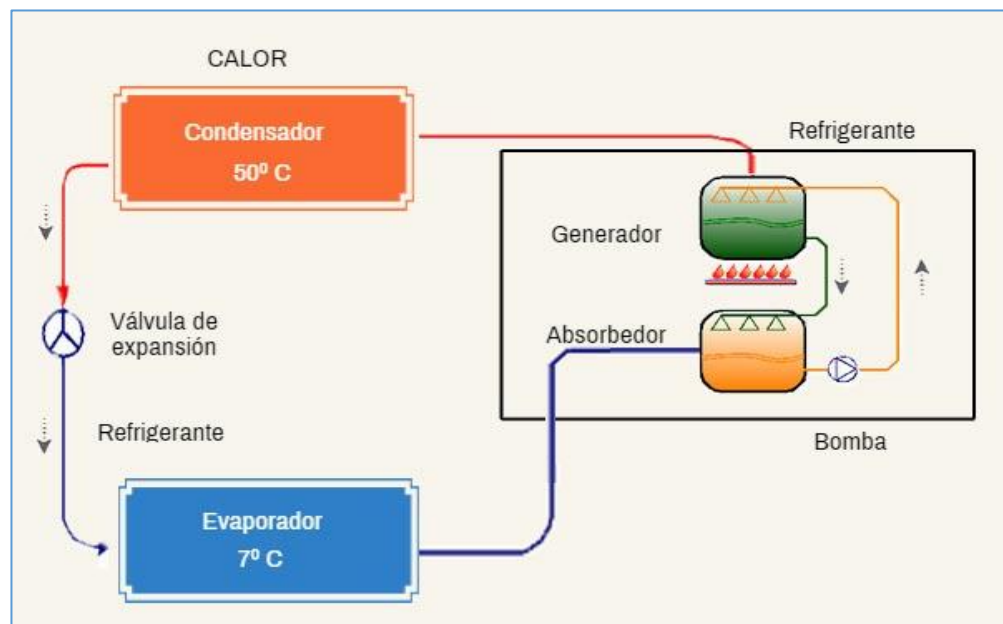 CALOR
Condensador
50º C
Refrigerante
Generador
Válvula de
expansión
Absorbedor
Refrigerante
Bomba
Evaporador
7º C